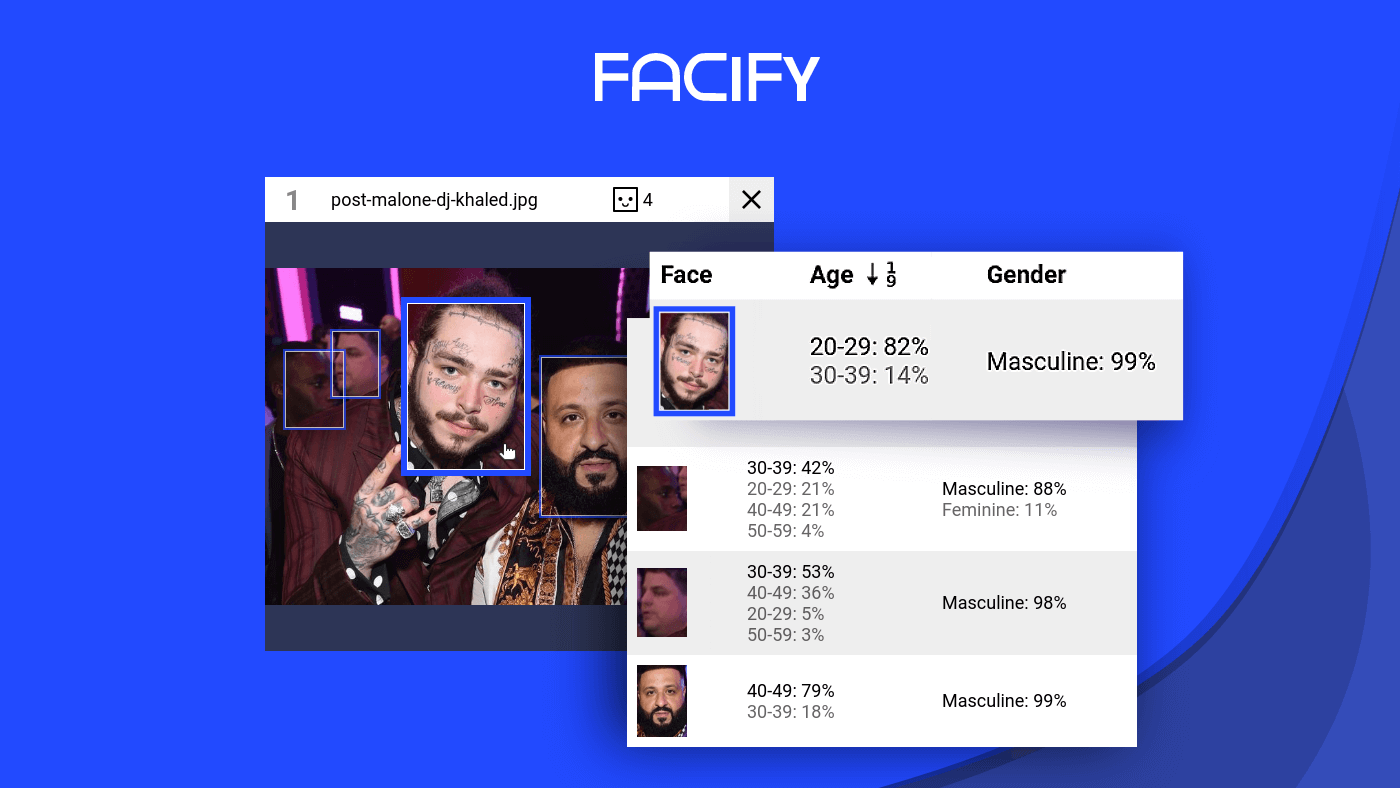 FACIFY
1 post-malone-dj-khaled.jpg 4
Face Age 1 9 Gender
20-29: 82%
30-39: 14%
Masculine: 99%
30-39: 42%
20-29: 21%
40-49: 21%
50-59: 4%
Masculine: 88%
Feminine: 11%
30-39: 53%
40-49: 36%
20-29: 5%
50-59: 3%
Masculine: 98%
40-49: 79%
30-39: 18%
Masculine: 99%